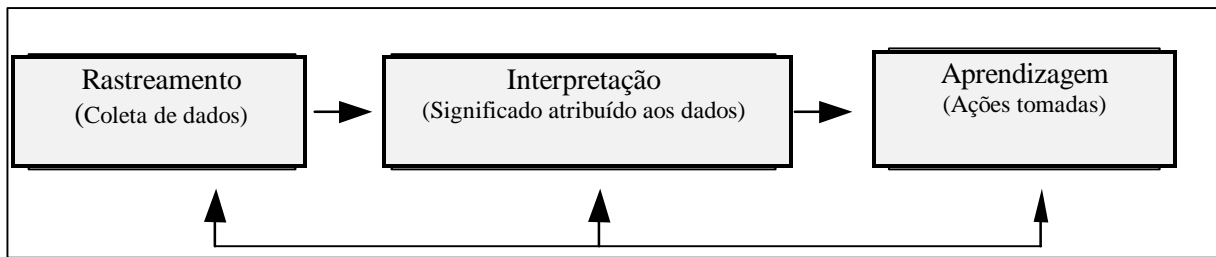 Rastreamento
(Coleta de dados)
Interpretação
(Significado atribuído aos dados)
Aprendizagem
(Ações tomadas)